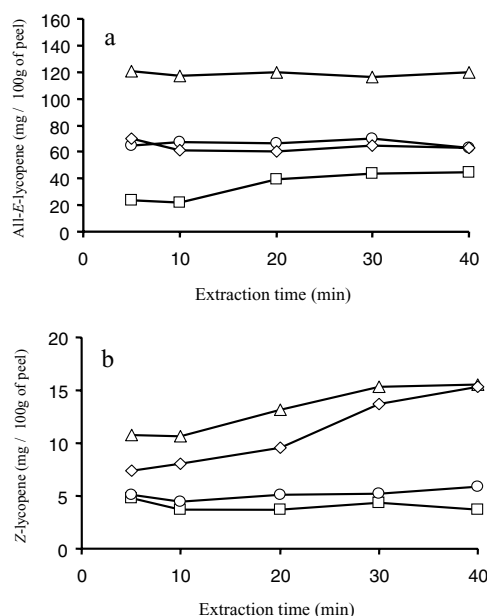 a
160
140
120
100
80
60
40
20
0
All-E-lycopene (mg / 100g of peel)
0 10 20 30 40
Extraction time (min)
b
20
15
10
5
0
Z-lycopene (mg / 100g of peel)
0 10 20 30 40
Extraction time (min)